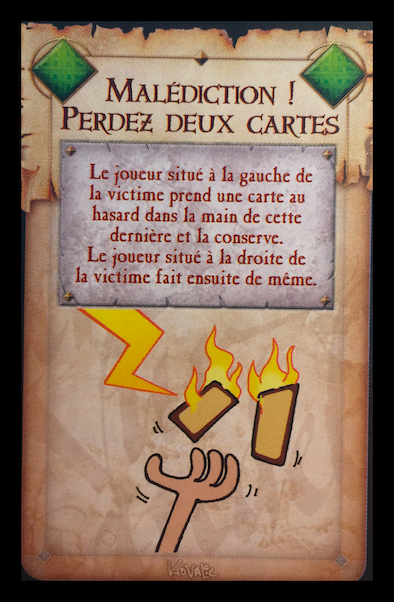 Malédiction !
Perdez deux cartes
Le joueur situé à la gauche de
la victime prend une carte au
hasard dans la main de cette
dernière et la conserve.
Le joueur situé à la droite de
la victime fait ensuite de même.
Kovalic